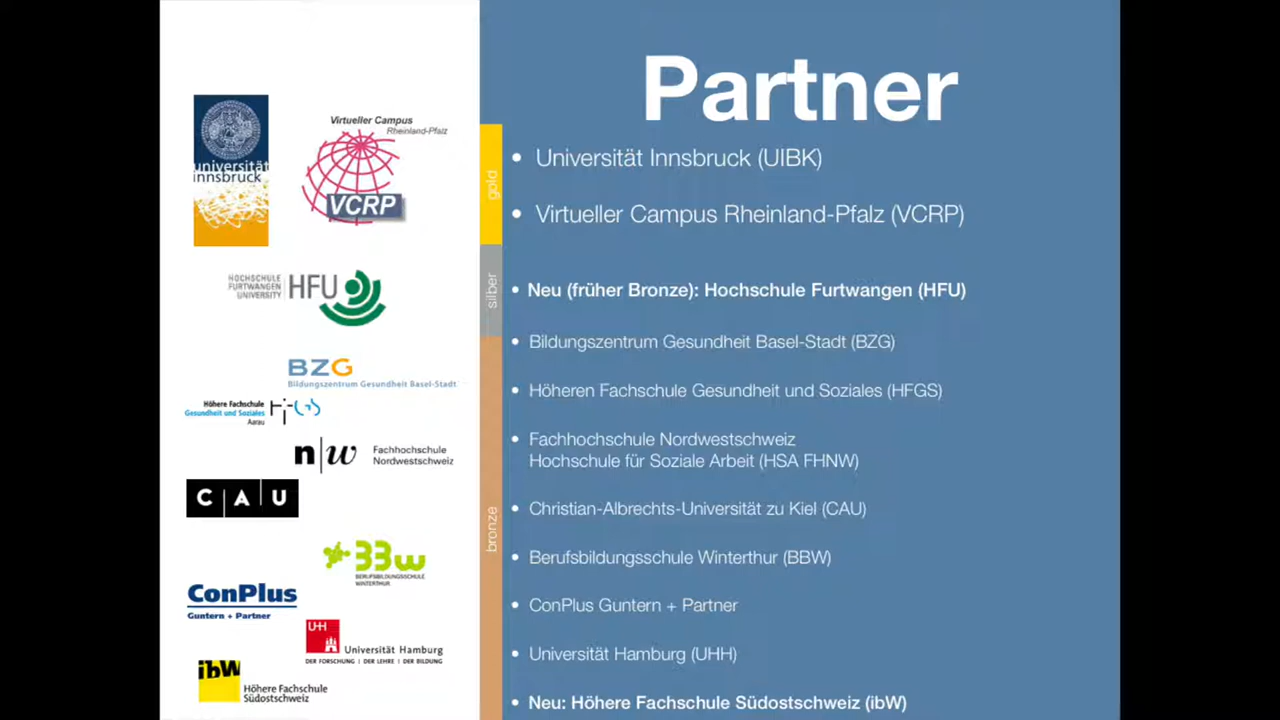 Partner
universität
innsbruck
Virtueller Campus
Rheinland-Pfalz
VCRP
gold
• Universität Innsbruck (UIBK)
• Virtueller Campus Rheinland-Pfalz (VCRP)
HOCHSCHULE
FURTWANGEN
UNIVERSITY
HFU
silber
• Neu (früher Bronze): Hochschule Furtwangen (HFU)
BZG
Bildungszentrum Gesundheit Basel-Stadt
Höhere Fachschule
Gesundheit und Soziales
Aarau
n|w
Fachhochschule
Nordwestschweiz
CAU
BBW
BERUFSBILDUNGSSCHULE
WINTERTHUR
ConPlus
Guntern + Partner
UHH
Universität Hamburg
DER FORSCHUNG | DER LEHRE | DER BILDUNG
ibW
Höhere Fachschule
Südostschweiz
bronze
• Bildungszentrum Gesundheit Basel-Stadt (BZG)
• Höheren Fachschule Gesundheit und Soziales (HFGS)
• Fachhochschule Nordwestschweiz
Hochschule für Soziale Arbeit (HSA FHNW)
• Christian-Albrechts-Universität zu Kiel (CAU)
• Berufsbildungsschule Winterthur (BBW)
• ConPlus Guntern + Partner
• Universität Hamburg (UHH)
• Neu: Höhere Fachschule Südostschweiz (ibW)